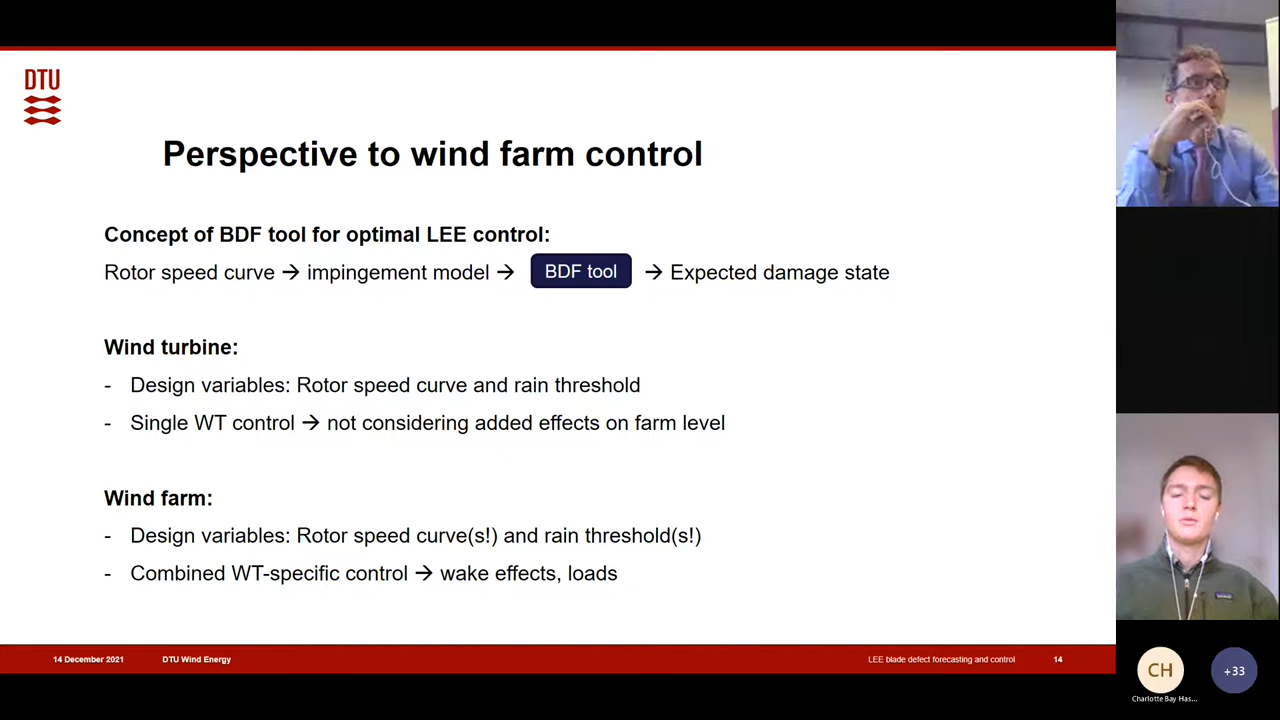 DTU
Perspective to wind farm control
Concept of BDF tool for optimal LEE control:
Rotor speed curve → impingement model → BDF tool → Expected damage state
Wind turbine:
- Design variables: Rotor speed curve and rain threshold
- Single WT control → not considering added effects on farm level
Wind farm:
- Design variables: Rotor speed curve(s!) and rain threshold(s!)
- Combined WT-specific control → wake effects, loads
14 December 2021 DTU Wind Energy LEE blade defect forecasting and control 14
CH
+33
Charlotte Bay Has...